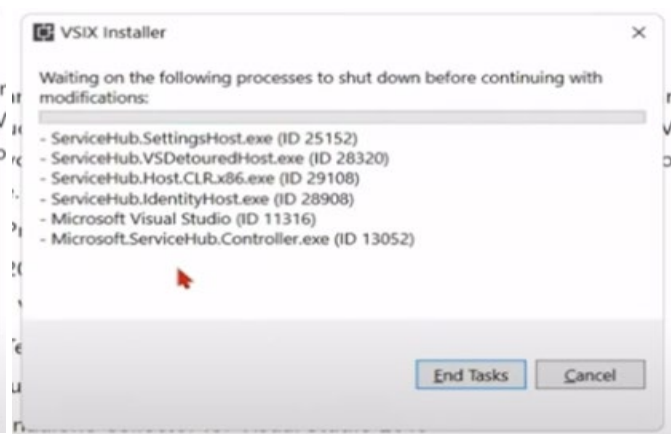 VSIX Installer
Waiting on the following processes to shut down before continuing with
modifications:
- ServiceHub.SettingsHost.exe (ID 25152)
- ServiceHub.VSDetouredHost.exe (ID 28320)
- ServiceHub.Host.CLR.x86.exe (ID 29108)
- ServiceHub.IdentityHost.exe (ID 28908)
- Microsoft Visual Studio (ID 11316)
- Microsoft.ServiceHub.Controller.exe (ID 13052)
End Tasks
Cancel